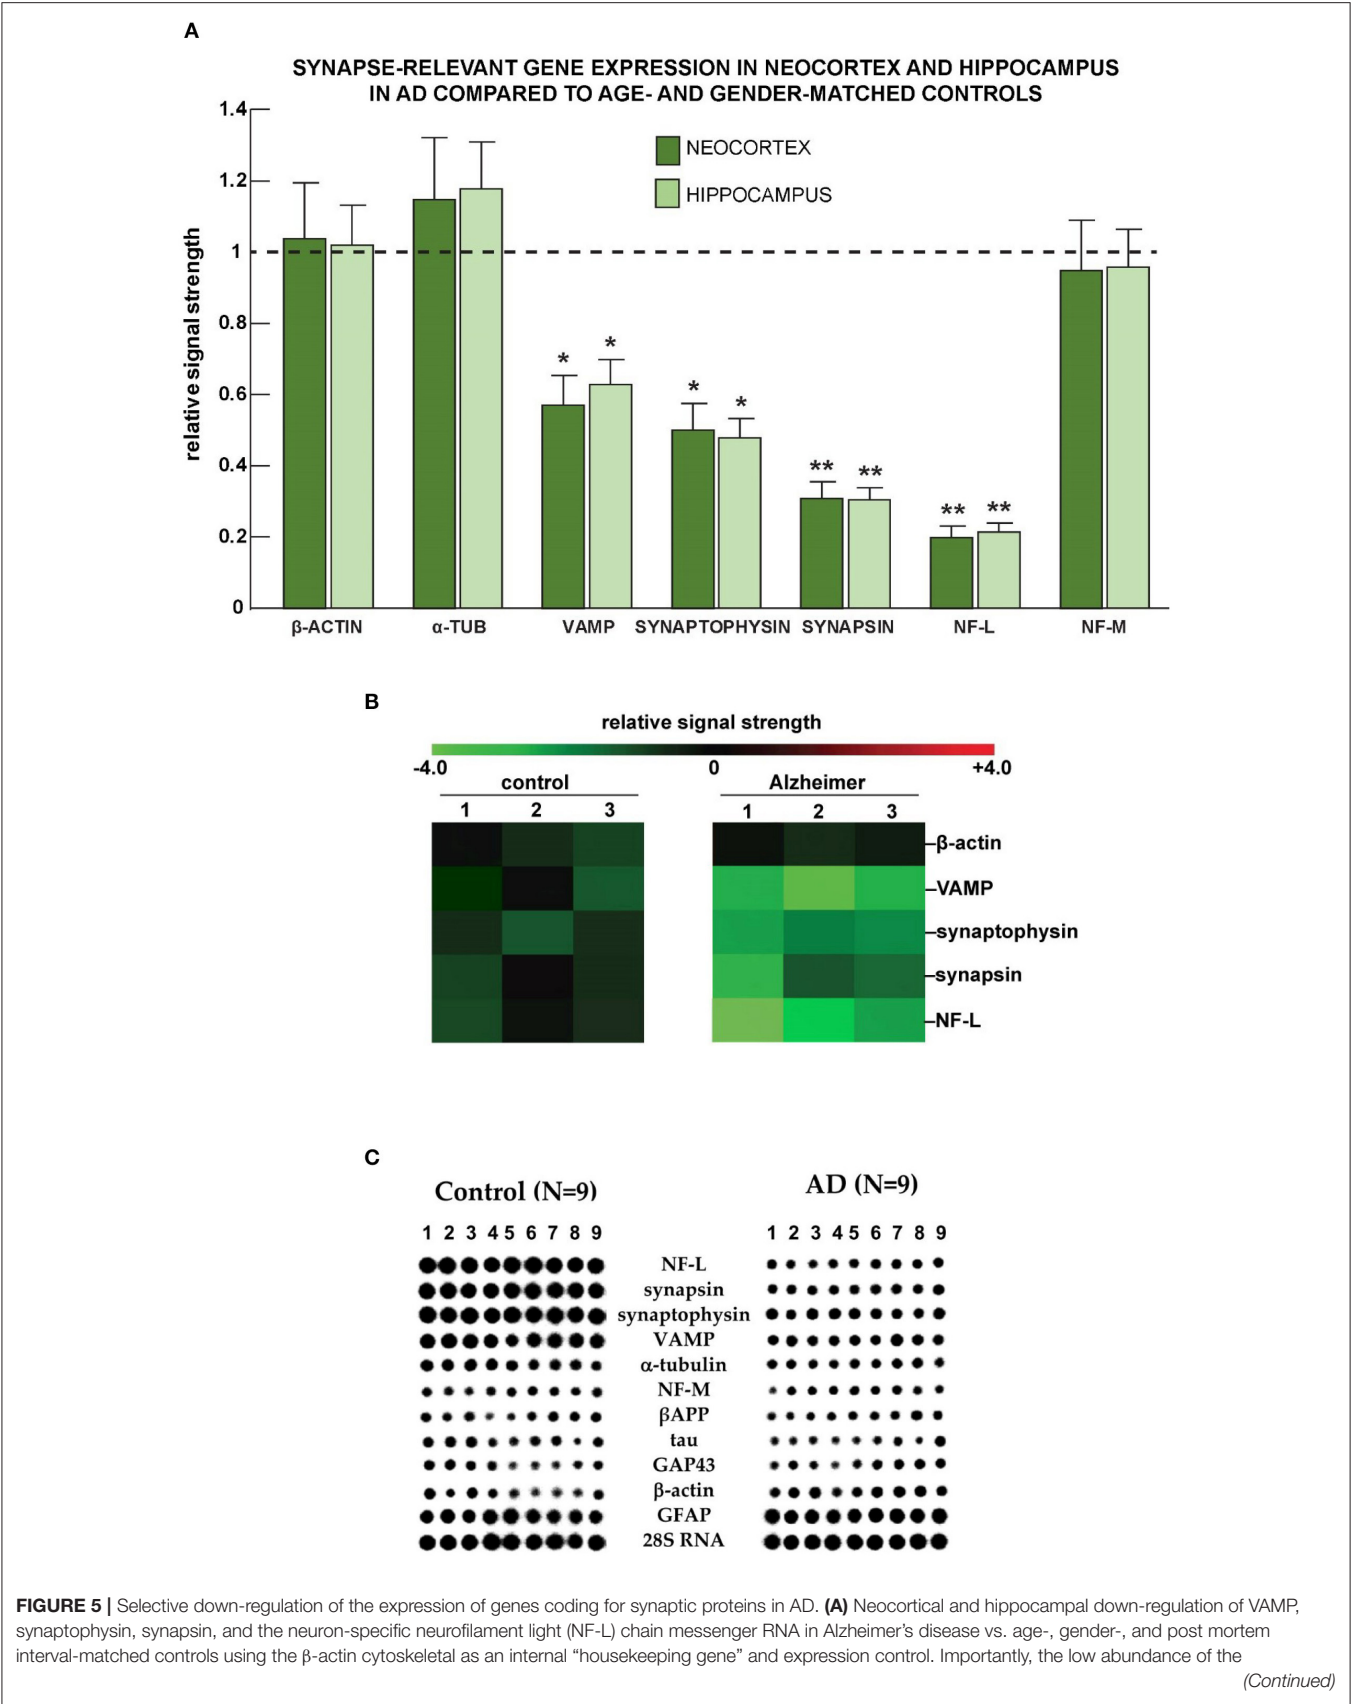 A
SYNAPSE-RELEVANT GENE EXPRESSION IN NEOCORTEX AND HIPPOCAMPUS
IN AD COMPARED TO AGE- AND GENDER-MATCHED CONTROLS
1.4
1.2
1
0.8
0.6
0.4
0.2
0
relative signal strength
NEOCORTEX
HIPPOCAMPUS
* *
* *
** **
** **
β-ACTIN α-TUB VAMP SYNAPTOPHYSIN SYNAPSIN NF-L NF-M
B
relative signal strength
-4.0 0 +4.0
control Alzheimer
1 2 3 1 2 3
β-actin
VAMP
synaptophysin
synapsin
NF-L
C
Control (N=9) AD (N=9)
1 2 3 4 5 6 7 8 9 1 2 3 4 5 6 7 8 9
NF-L
synapsin
synaptophysin
VAMP
α-tubulin
NF-M
βAPP
tau
GAP43
β-actin
GFAP
28S RNA
FIGURE 5 | Selective down-regulation of the expression of genes coding for synaptic proteins in AD. (A) Neocortical and hippocampal down-regulation of VAMP,
synaptophysin, synapsin, and the neuron-specific neurofilament light (NF-L) chain messenger RNA in Alzheimer's disease vs. age-, gender-, and post mortem
interval-matched controls using the β-actin cytoskeletal as an internal "housekeeping gene" and expression control. Importantly, the low abundance of the
(Continued)